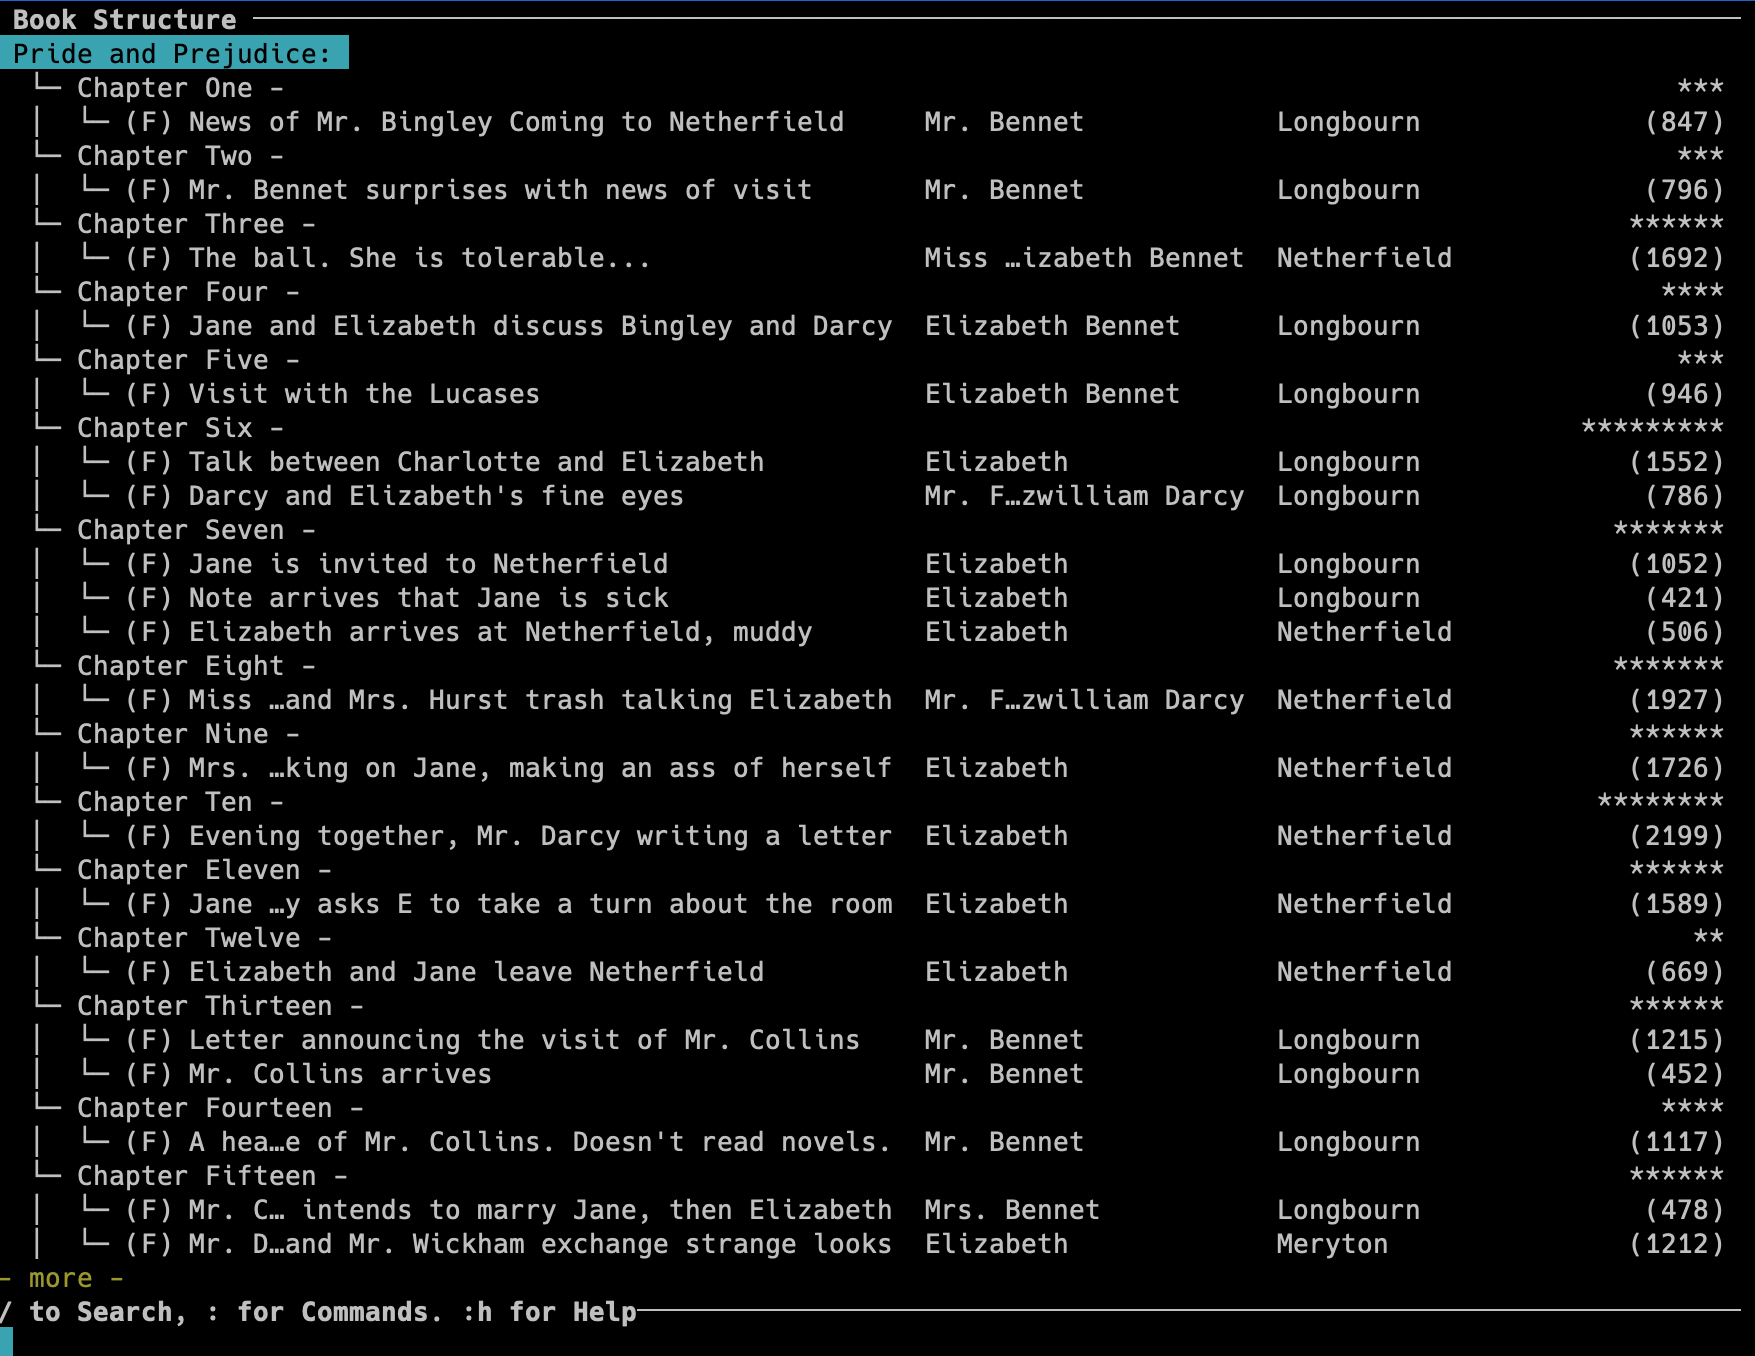 Book Structure
Pride and Prejudice:
Chapter One - ***
(F) News of Mr. Bingley Coming to Netherfield Mr. Bennet Longbourn (847)
Chapter Two - ***
(F) Mr. Bennet surprises with news of visit Mr. Bennet Longbourn (796)
Chapter Three - ******
(F) The ball. She is tolerable... Miss …izabeth Bennet Netherfield (1692)
Chapter Four - ****
(F) Jane and Elizabeth discuss Bingley and Darcy Elizabeth Bennet Longbourn (1053)
Chapter Five - ***
(F) Visit with the Lucases Elizabeth Bennet Longbourn (946)
Chapter Six - *********
(F) Talk between Charlotte and Elizabeth Elizabeth Longbourn (1552)
(F) Darcy and Elizabeth's fine eyes Mr. F…zwilliam Darcy Longbourn (786)
Chapter Seven - *******
(F) Jane is invited to Netherfield Elizabeth Longbourn (1052)
(F) Note arrives that Jane is sick Elizabeth Longbourn (421)
(F) Elizabeth arrives at Netherfield, muddy Elizabeth Netherfield (506)
Chapter Eight - *******
(F) Miss …and Mrs. Hurst trash talking Elizabeth Mr. F…zwilliam Darcy Netherfield (1927)
Chapter Nine - ******
(F) Mrs. …king on Jane, making an ass of herself Elizabeth Netherfield (1726)
Chapter Ten - ********
(F) Evening together, Mr. Darcy writing a letter Elizabeth Netherfield (2199)
Chapter Eleven - ******
(F) Jane …y asks E to take a turn about the room Elizabeth Netherfield (1589)
Chapter Twelve - **
(F) Elizabeth and Jane leave Netherfield Elizabeth Netherfield (669)
Chapter Thirteen - ******
(F) Letter announcing the visit of Mr. Collins Mr. Bennet Longbourn (1215)
(F) Mr. Collins arrives Mr. Bennet Longbourn (452)
Chapter Fourteen - ****
(F) A hea…e of Mr. Collins. Doesn't read novels. Mr. Bennet Longbourn (1117)
Chapter Fifteen - ******
(F) Mr. C… intends to marry Jane, then Elizabeth Mrs. Bennet Longbourn (478)
(F) Mr. D…and Mr. Wickham exchange strange looks Elizabeth Meryton (1212)
- more -
/ to Search, : for Commands. :h for Help